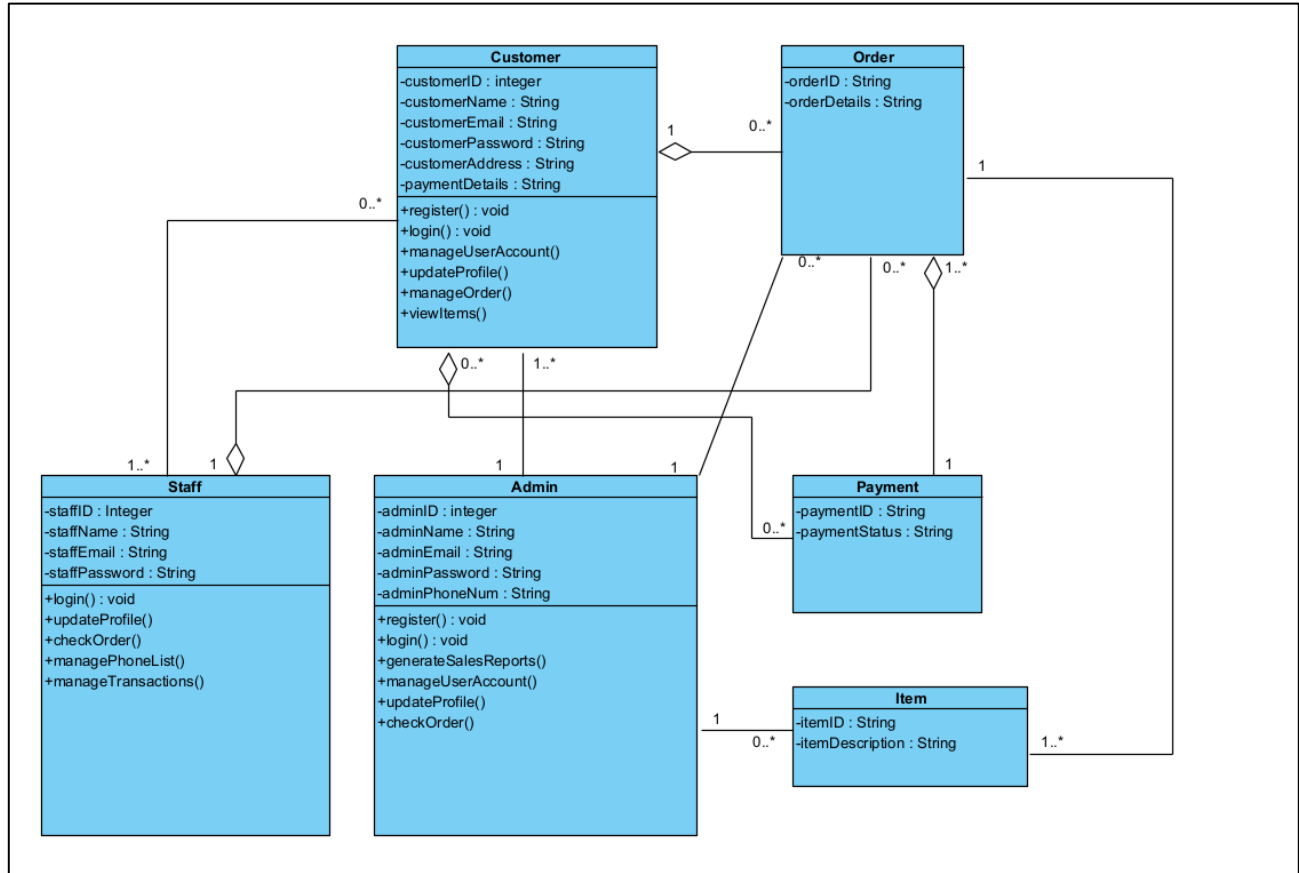 Customer
-customerID : integer
-customerName : String
-customerEmail : String
-customerPassword : String
-customerAddress : String
-paymentDetails : String
+register() : void
+login() : void
+manageUserAccount()
+updateProfile()
+manageOrder()
+viewItems()
Order
-orderID : String
-orderDetails : String
1
0..*
1
0..*
0..*
0..*
1..*
0..*
1..*
1..*
1
1
1
1
0..*
Staff
-staffID : Integer
-staffName : String
-staffEmail : String
-staffPassword : String
+login() : void
+updateProfile()
+checkOrder()
+managePhoneList()
+manageTransactions()
Admin
-adminID : integer
-adminName : String
-adminEmail : String
-adminPassword : String
-adminPhoneNum : String
+register() : void
+login() : void
+generateSalesReports()
+manageUserAccount()
+updateProfile()
+checkOrder()
Payment
-paymentID : String
-paymentStatus : String
1
0..*
Item
-itemID : String
-itemDescription : String
1..*